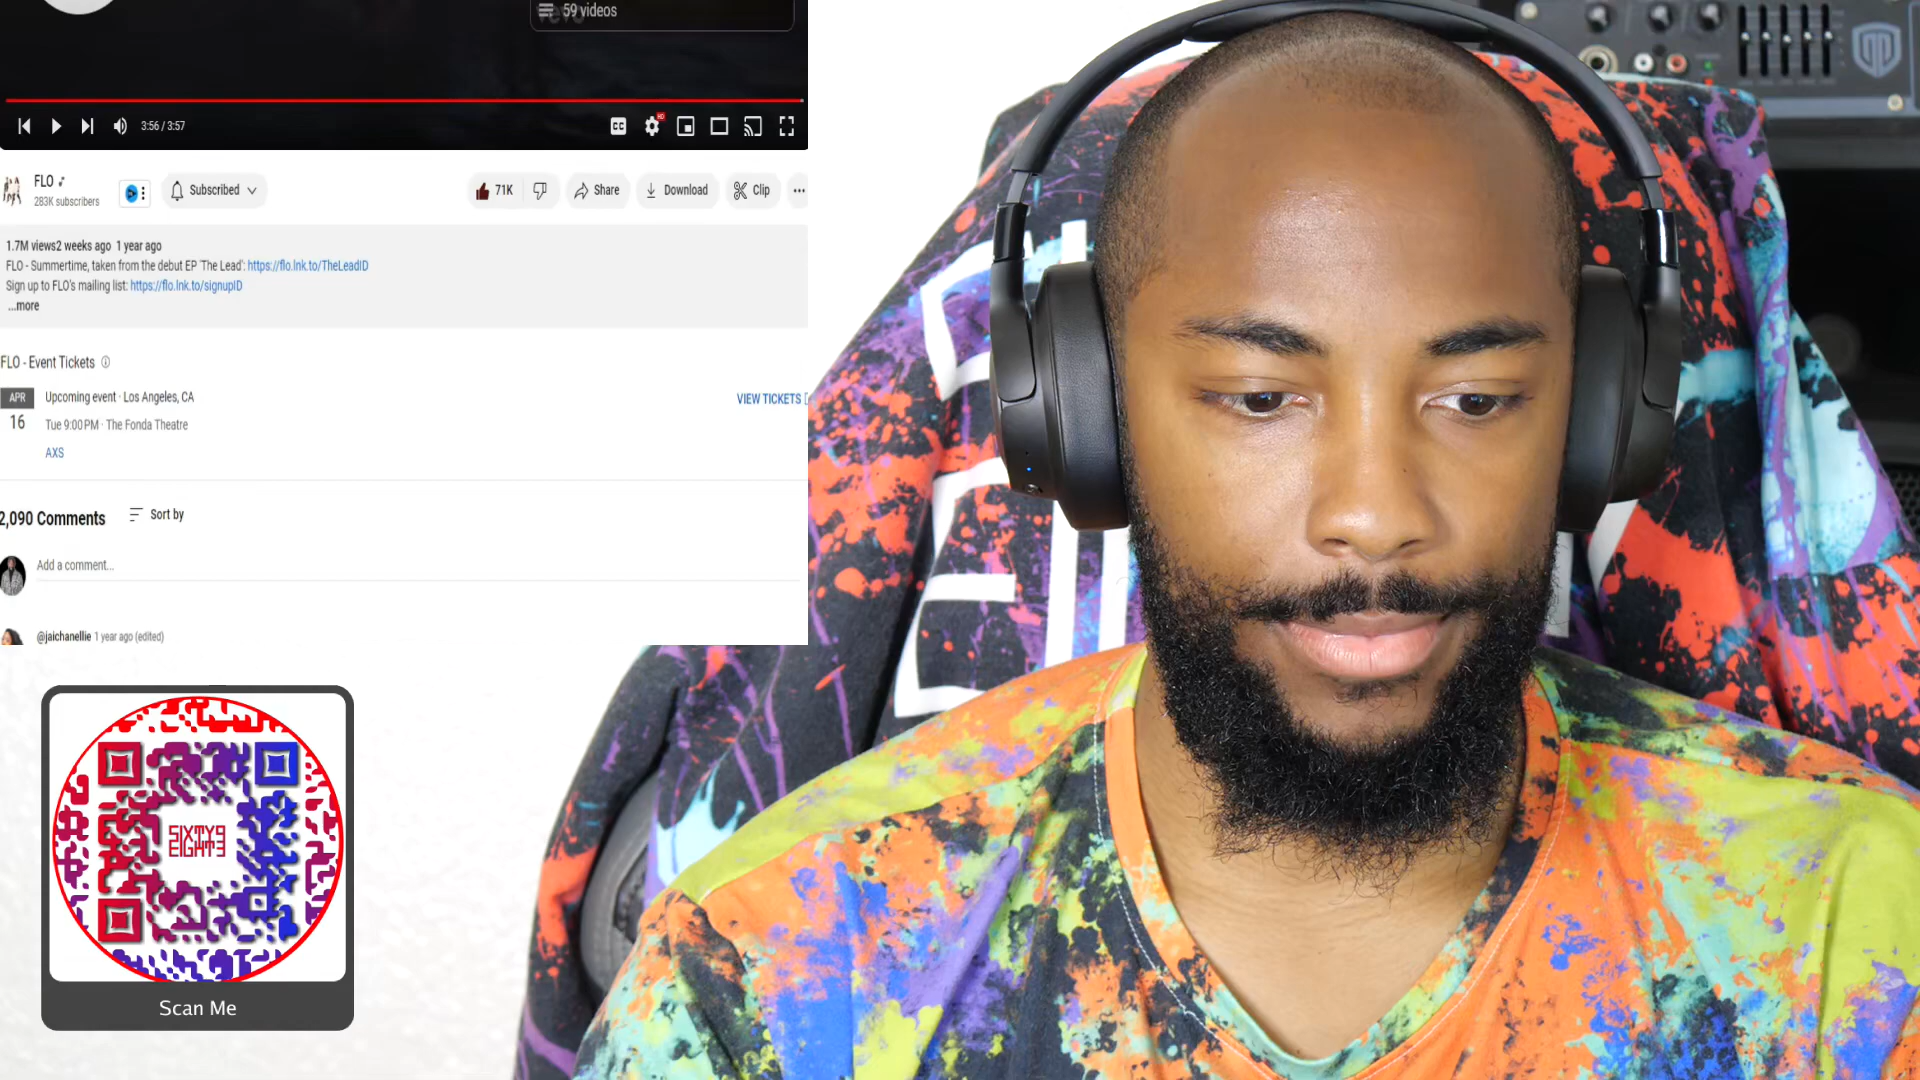 59 videos
3:56 / 3:57
CC
HD
FLO
283K subscribers
Subscribed
71K
Share
Download
Clip
1.7M views2 weeks ago 1 year ago
FLO - Summertime, taken from the debut EP 'The Lead': https://flo.lnk.to/TheLeadID
Sign up to FLO's mailing list: https://flo.lnk.to/signupID
...more
FLO - Event Tickets
APR
16
Upcoming event · Los Angeles, CA
Tue 9:00 PM · The Fonda Theatre
AXS
VIEW TICKETS
2,090 Comments
Sort by
Add a comment...
@jaichanellie 1 year ago (edited)
SIXTY9
EIGHT3
Scan Me